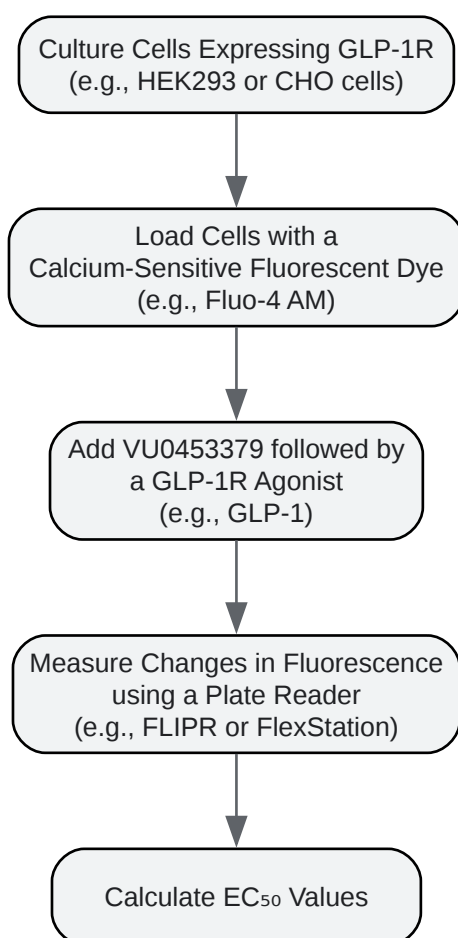 Culture Cells Expressing GLP-1R
(e.g., HEK293 or CHO cells)
Load Cells with a
Calcium-Sensitive Fluorescent Dye
(e.g., Fluo-4 AM)
Add VU0453379 followed by
a GLP-1R Agonist
(e.g., GLP-1)
Measure Changes in Fluorescence
using a Plate Reader
(e.g., FLIPR or FlexStation)
Calculate EC₅₀ Values